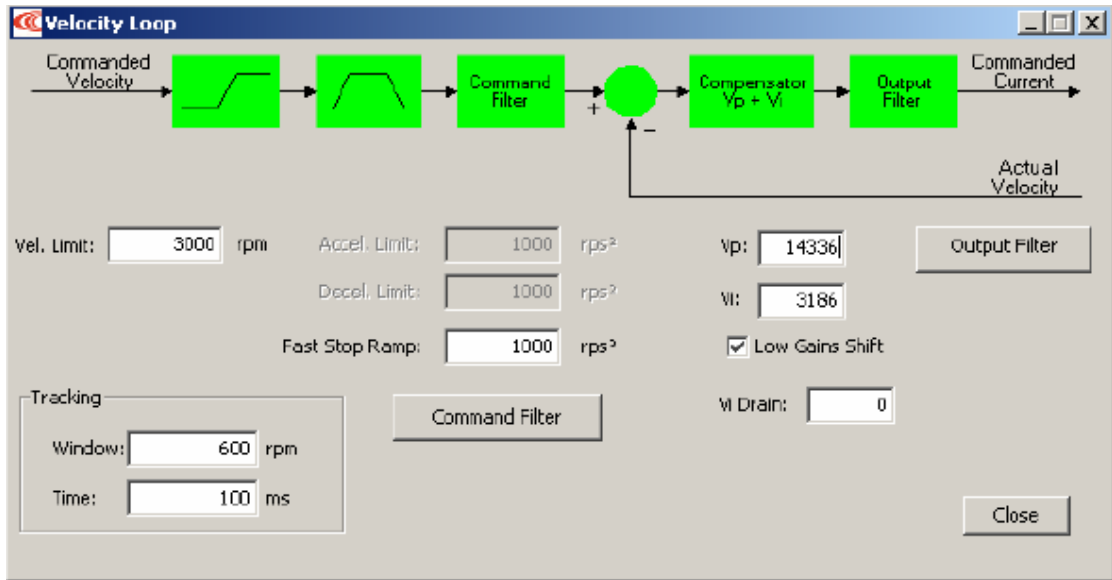 Velocity Loop
Commanded
Velocity
Command
Filter
+
−
Compensator
Vp + Vi
Output
Filter
Commanded
Current
Actual
Velocity
Vel. Limit: 3000 rpm
Accel. Limit: 1000 rps²
Vp: 14336
Output Filter
Decel. Limit: 1000 rps²
Vi: 3186
Fast Stop Ramp: 1000 rps²
Low Gains Shift
Tracking
Command Filter
Vi Drain: 0
Window: 600 rpm
Time: 100 ms
Close